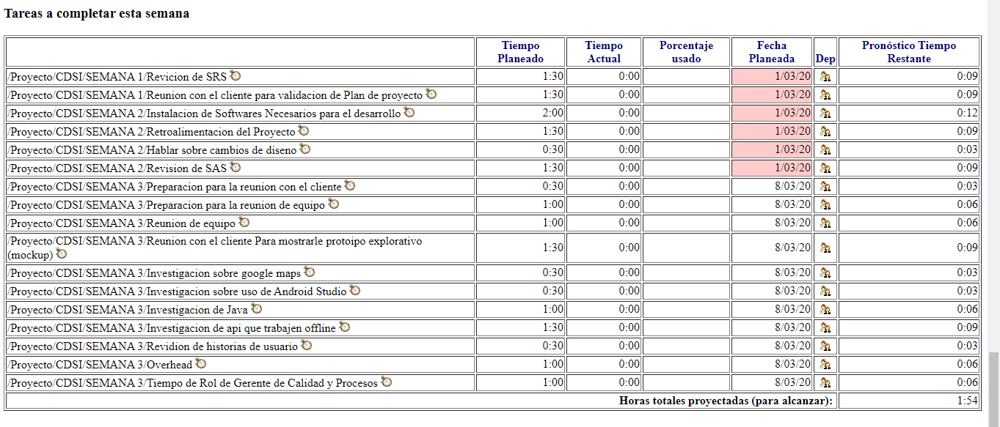 Tareas a completar esta semana
Tiempo Planeado Tiempo Actual Porcentaje usado Fecha Planeada Dep Pronóstico Tiempo Restante
/Proyecto/CDSI/SEMANA 1/Revicion de SRS 1:30 0:00 1/03/20 0:09
/Proyecto/CDSI/SEMANA 1/Reunion con el cliente para validacion de Plan de proyecto 1:30 0:00 1/03/20 0:09
/Proyecto/CDSI/SEMANA 2/Instalacion de Softwares Necesarios para el desarrollo 2:00 0:00 1/03/20 0:12
/Proyecto/CDSI/SEMANA 2/Retroalimentacion del Proyecto 1:30 0:00 1/03/20 0:09
/Proyecto/CDSI/SEMANA 2/Hablar sobre cambios de diseno 0:30 0:00 1/03/20 0:03
/Proyecto/CDSI/SEMANA 2/Revision de SAS 1:30 0:00 1/03/20 0:09
/Proyecto/CDSI/SEMANA 3/Preparacion para la reunion con el cliente 0:30 0:00 8/03/20 0:03
/Proyecto/CDSI/SEMANA 3/Preparacion para la reunion de equipo 1:00 0:00 8/03/20 0:06
/Proyecto/CDSI/SEMANA 3/Reunion de equipo 1:00 0:00 8/03/20 0:06
/Proyecto/CDSI/SEMANA 3/Reunion con el cliente Para mostrarle protoipo explorativo
(mockup) 1:30 0:00 8/03/20 0:09
/Proyecto/CDSI/SEMANA 3/Investigacion sobre google maps 0:30 0:00 8/03/20 0:03
/Proyecto/CDSI/SEMANA 3/Investigacion sobre uso de Android Studio 0:30 0:00 8/03/20 0:03
/Proyecto/CDSI/SEMANA 3/Investigacion de Java 1:00 0:00 8/03/20 0:06
/Proyecto/CDSI/SEMANA 3/Investigacion de api que trabajen offline 1:30 0:00 8/03/20 0:09
/Proyecto/CDSI/SEMANA 3/Revidion de historias de usuario 0:30 0:00 8/03/20 0:03
/Proyecto/CDSI/SEMANA 3/Overhead 1:00 0:00 8/03/20 0:06
/Proyecto/CDSI/SEMANA 3/Tiempo de Rol de Gerente de Calidad y Procesos 1:00 0:00 8/03/20 0:06
Horas totales proyectadas (para alcanzar): 1:54